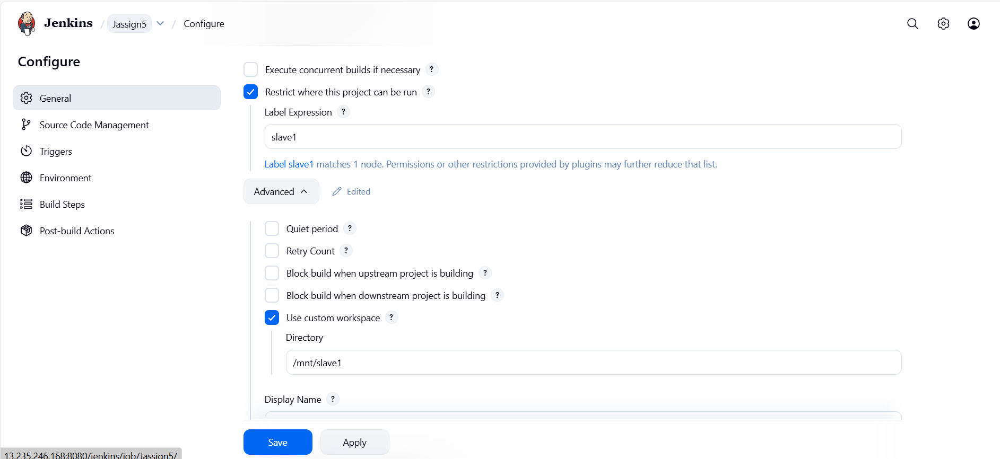 Jenkins / Jassign5 / Configure
Configure
General
Source Code Management
Triggers
Environment
Build Steps
Post-build Actions
Execute concurrent builds if necessary ?
Restrict where this project can be run ?
Label Expression ?
slave1
Label slave1 matches 1 node. Permissions or other restrictions provided by plugins may further reduce that list.
Advanced Edited
Quiet period ?
Retry Count ?
Block build when upstream project is building ?
Block build when downstream project is building ?
Use custom workspace ?
Directory
/mnt/slave1
Display Name ?
Save Apply
13.235.246.168:8080/jenkins/job/Jassign5/